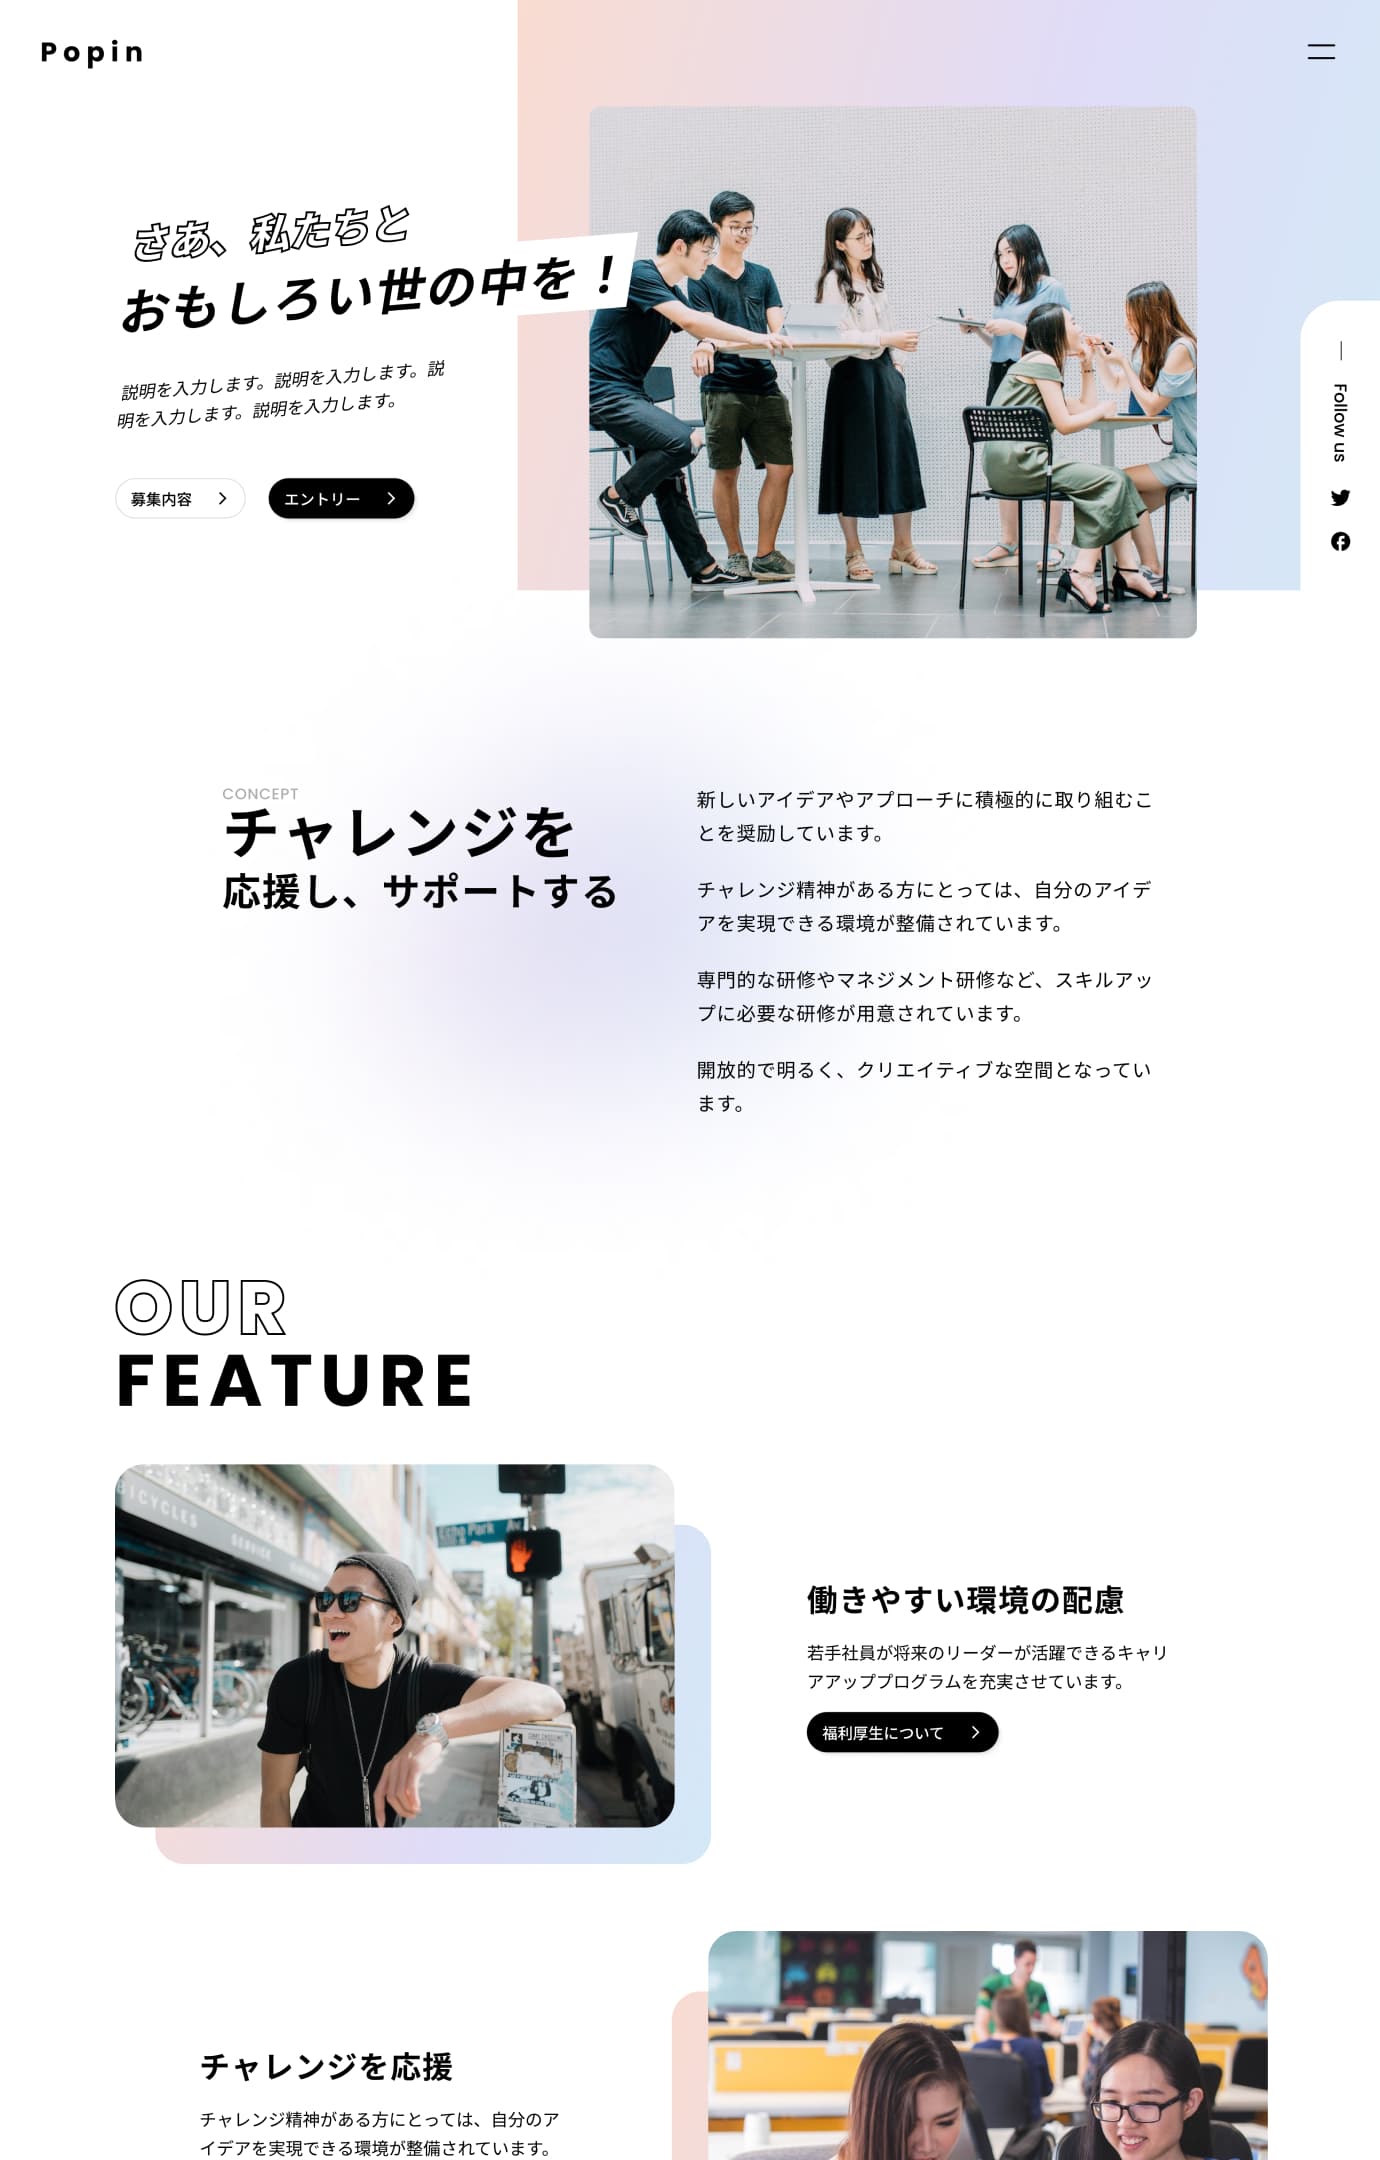 Popin
さあ、私たちと
おもしろい世の中を！
説明を入力します。説明を入力します。説
明を入力します。説明を入力します。
募集内容
エントリー
Follow us
CONCEPT
チャレンジを
応援し、サポートする
新しいアイデアやアプローチに積極的に取り組むこ
とを奨励しています。
チャレンジ精神がある方にとっては、自分のアイデ
アを実現できる環境が整備されています。
専門的な研修やマネジメント研修など、スキルアッ
プに必要な研修が用意されています。
開放的で明るく、クリエイティブな空間となってい
ます。
OUR
FEATURE
BICYCLES
SERVICE
Echo Park Av
働きやすい環境の配慮
若手社員が将来のリーダーが活躍できるキャリ
アアッププログラムを充実させています。
福利厚生について
チャレンジを応援
チャレンジ精神がある方にとっては、自分のア
イデアを実現できる環境が整備されています。